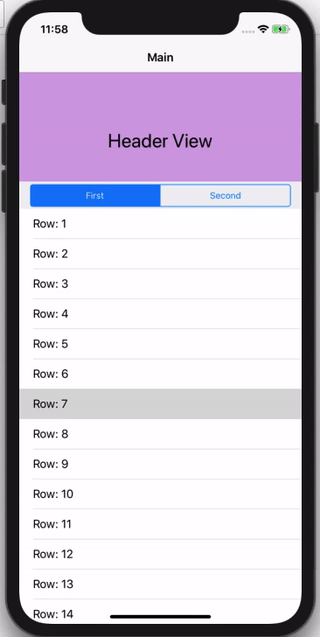 11:58
Main
Header View
First Second
Row: 1
Row: 2
Row: 3
Row: 4
Row: 5
Row: 6
Row: 7
Row: 8
Row: 9
Row: 10
Row: 11
Row: 12
Row: 13
Row: 14